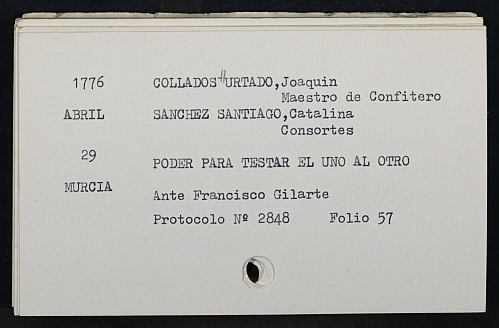 1776 COLLADOS HURTADO,Joaquin
Maestro de Confitero
ABRIL SANCHEZ SANTIAGO,Catalina
Consortes
29 PODER PARA TESTAR EL UNO AL OTRO
MURCIA Ante Francisco Gilarte
Protocolo Nº 2848 Folio 57